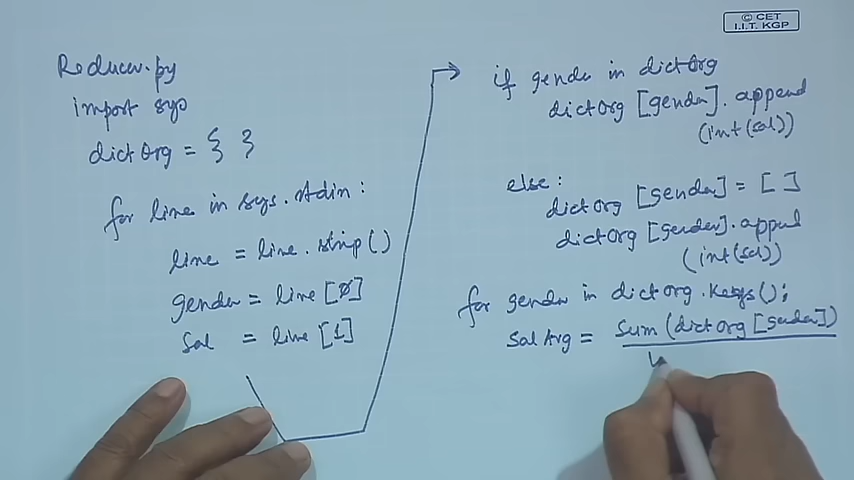 © CET
I.I.T. KGP
Reducer.py
import sys
dictOrg = { }
for line in sys.stdin:
line = line.strip()
gender = line [0]
sal = line [1]
if gender in dictOrg
dictOrg [gender]. append
(int(sal))
else:
dictOrg [gender] = [ ]
dictOrg [gender]. append
(int(sal))
for gender in dictorg.keys();
sal Avg = sum (dictorg [gender])